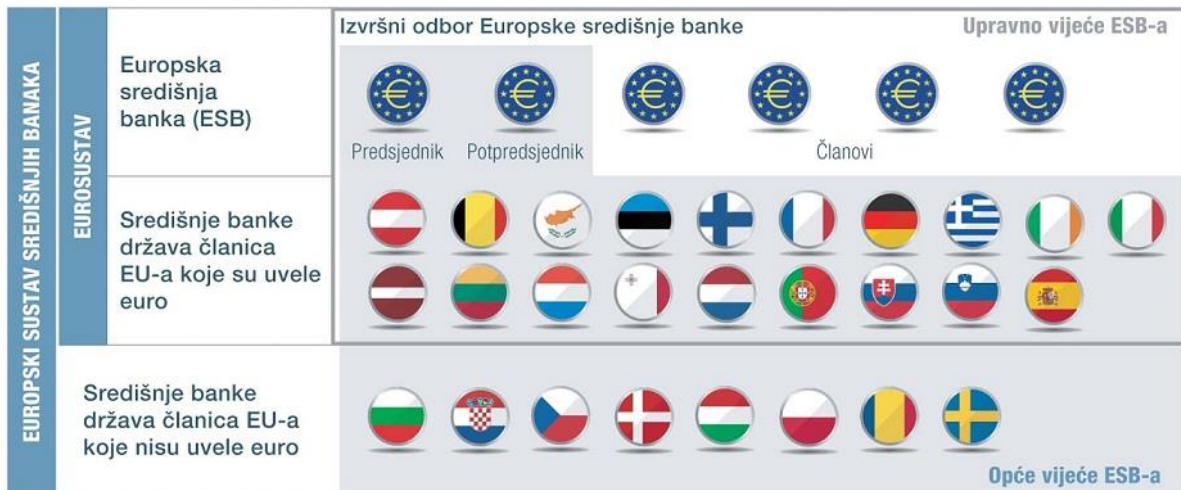 EUROPSKI SUSTAV SREDIŠNJIH BANAKA
EUROSUSTAV
Europska
središnja
banka (ESB)
Izvršni odbor Europske središnje banke
Upravno vijeće ESB-a
Predsjednik
Potpredsjednik
Članovi
Središnje banke
država članica
EU-a koje su uvele
euro
Središnje banke
država članica EU-a
koje nisu uvele euro
Opće vijeće ESB-a